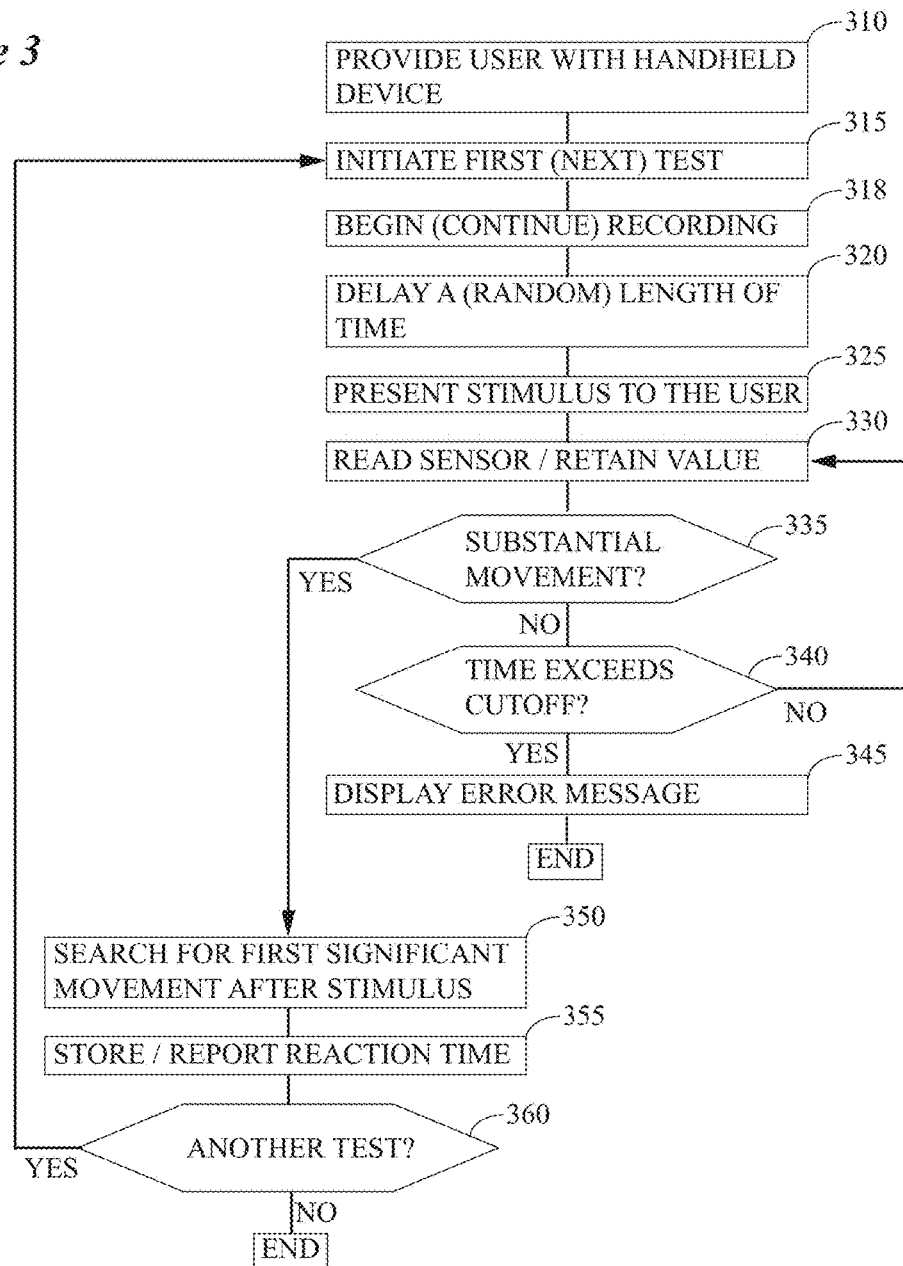 e 3
310
PROVIDE USER WITH HANDHELD
DEVICE
315
INITIATE FIRST (NEXT) TEST
318
BEGIN (CONTINUE) RECORDING
320
DELAY A (RANDOM) LENGTH OF
TIME
325
PRESENT STIMULUS TO THE USER
330
READ SENSOR / RETAIN VALUE
335
SUBSTANTIAL
MOVEMENT?
YES
NO
340
TIME EXCEEDS
CUTOFF?
NO
YES
345
DISPLAY ERROR MESSAGE
END
350
SEARCH FOR FIRST SIGNIFICANT
MOVEMENT AFTER STIMULUS
355
STORE / REPORT REACTION TIME
360
ANOTHER TEST?
YES
NO
END